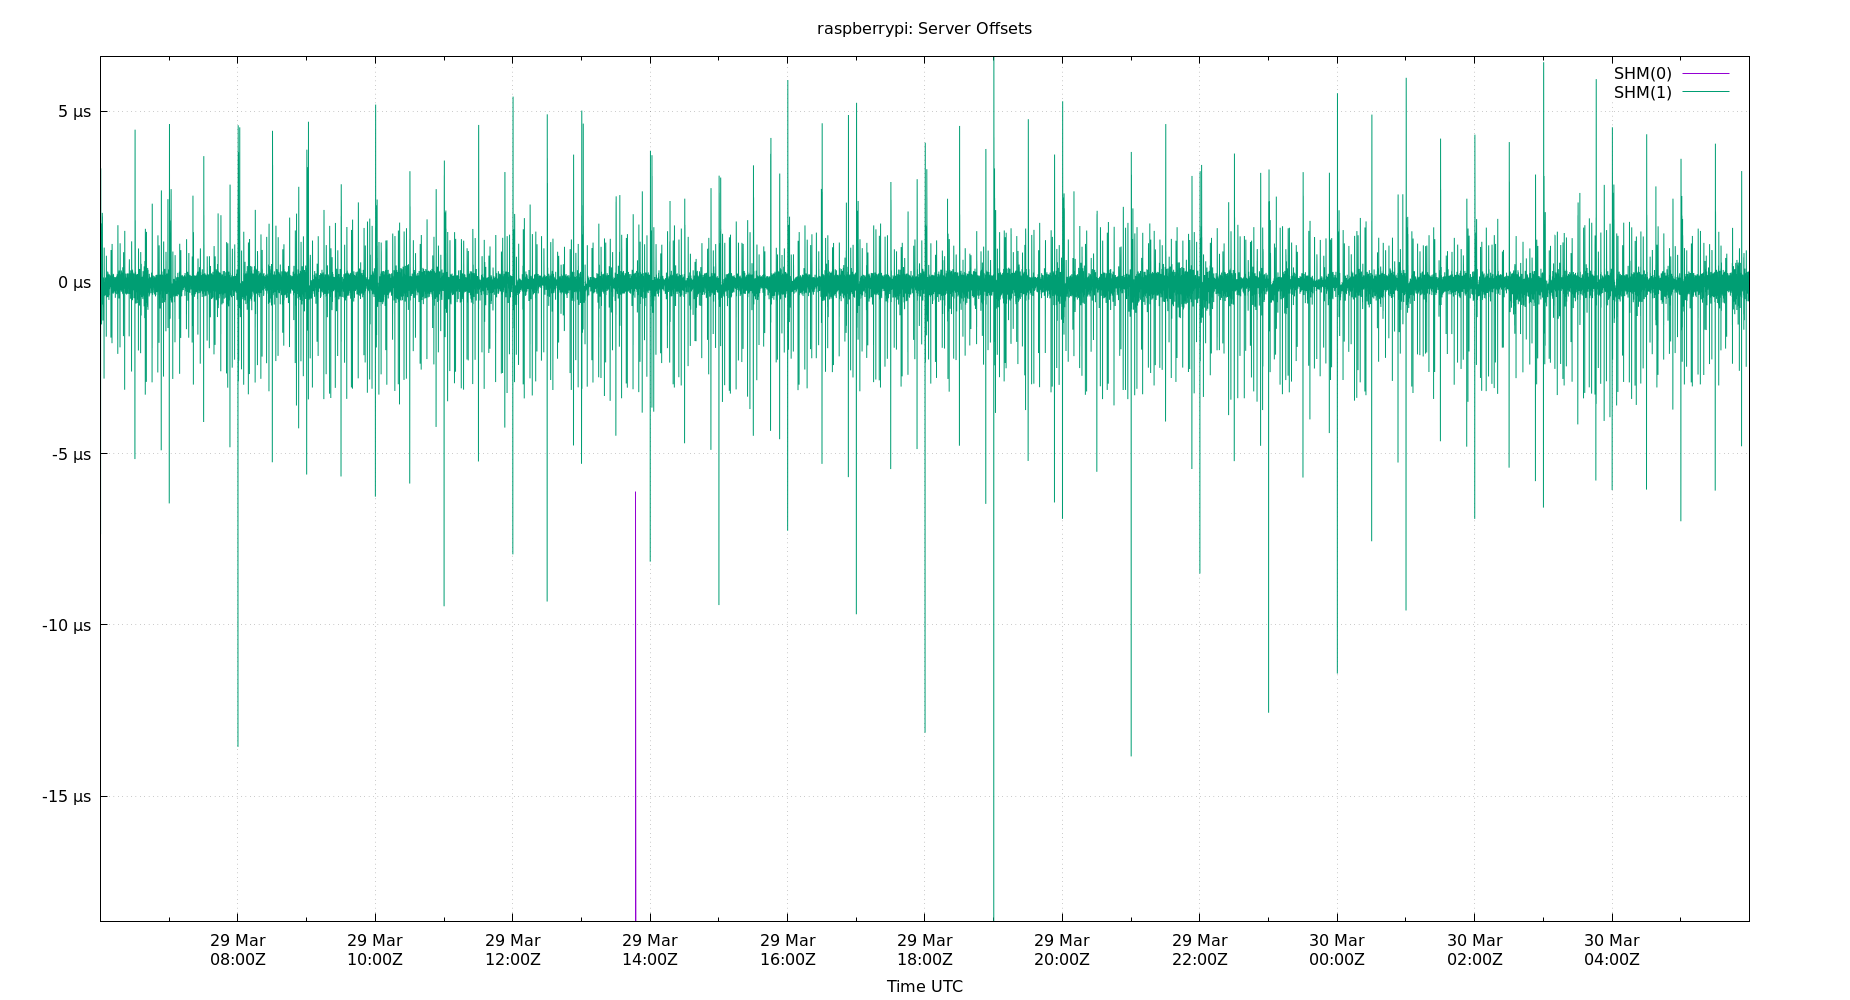 raspberrypi: Server Offsets
SHM(0)
SHM(1)
5 µs
0 µs
-5 µs
-10 µs
-15 µs
29 Mar 29 Mar 29 Mar 29 Mar 29 Mar 29 Mar 29 Mar 29 Mar 30 Mar 30 Mar 30 Mar
08:00Z 10:00Z 12:00Z 14:00Z 16:00Z 18:00Z 20:00Z 22:00Z 00:00Z 02:00Z 04:00Z
Time UTC